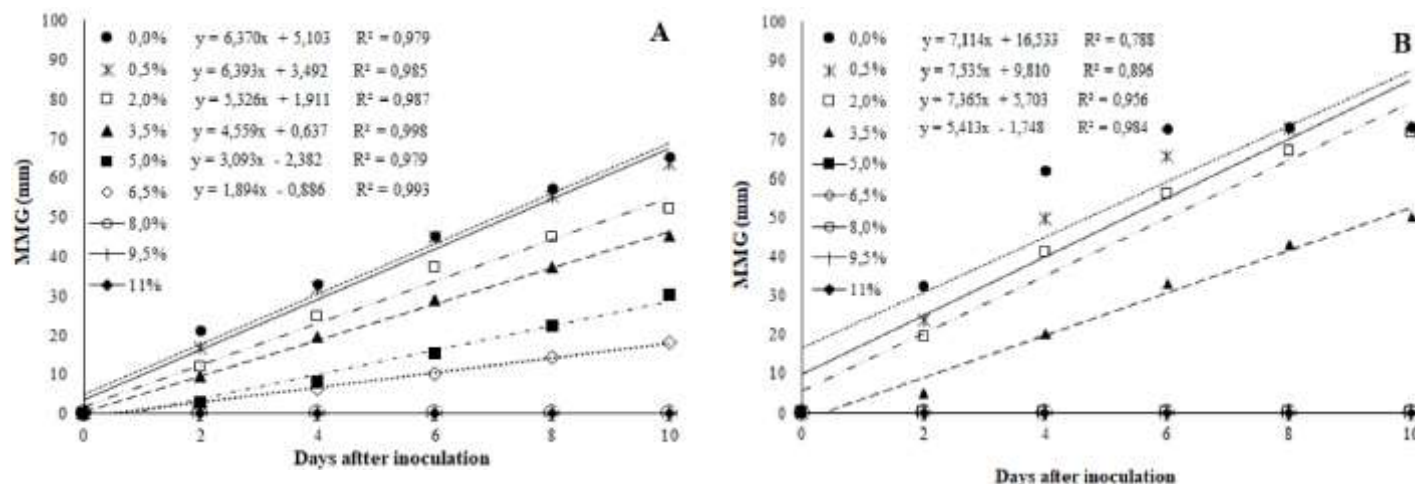 A
MMG (mm)
100
90
80
70
60
50
40
30
20
10
0
0,0% y = 6,370x + 5,103 R² = 0,979
0,5% y = 6,393x + 3,492 R² = 0,985
2,0% y = 5,326x + 1,911 R² = 0,987
3,5% y = 4,559x + 0,637 R² = 0,998
5,0% y = 3,093x - 2,382 R² = 0,979
6,5% y = 1,894x - 0,886 R² = 0,993
8,0%
9,5%
11%
0 2 4 6 8 10
Days aftter inoculation
B
MMG (mm)
100
90
80
70
60
50
40
30
20
10
0
0,0% y = 7,114x + 16,533 R² = 0,788
0,5% y = 7,535x + 9,810 R² = 0,896
2,0% y = 7,365x + 5,703 R² = 0,956
3,5% y = 5,413x - 1,748 R² = 0,984
5,0%
6,5%
8,0%
9,5%
11%
0 2 4 6 8 10
Days after inoculation